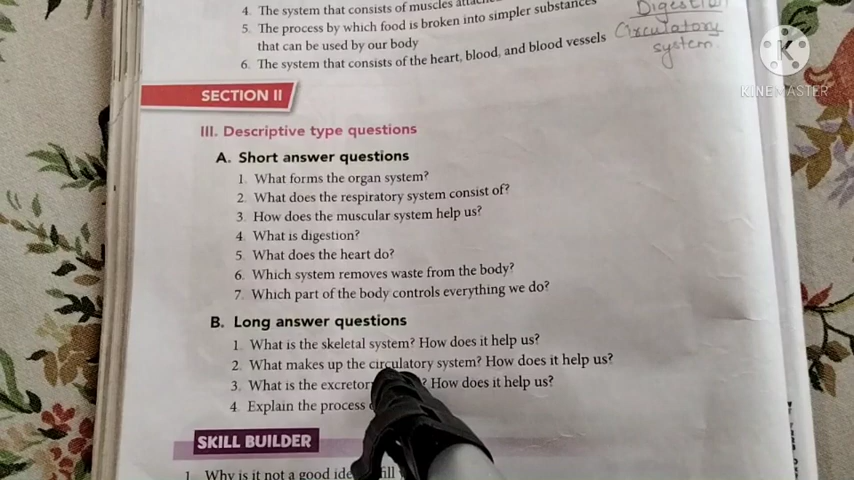 4. The system that consists of muscles attached
5. The process by which food is broken into simpler substances
that can be used by our body
6. The system that consists of the heart, blood, and blood vessels
Digestion
Circulatory
system.
KINEMASTER
SECTION II
III. Descriptive type questions
A. Short answer questions
1. What forms the organ system?
2. What does the respiratory system consist of?
3. How does the muscular system help us?
4. What is digestion?
5. What does the heart do?
6. Which system removes waste from the body?
7. Which part of the body controls everything we do?
B. Long answer questions
1. What is the skeletal system? How does it help us?
2. What makes up the circulatory system? How does it help us?
3. What is the excretor ? How does it help us?
4. Explain the process
SKILL BUILDER
1. Why is it not a good ide fill